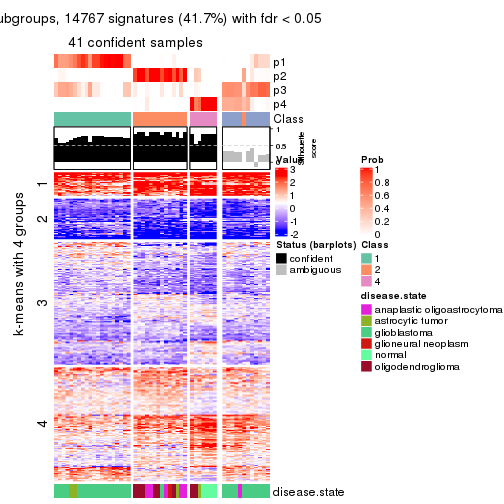 ubgroups, 14767 signatures (41.7%) with fdr < 0.05
41 confident samples
p1
p2
p3
p4
Class
1
0.5
0
Silhouette
score
k-means with 4 groups
1
2
3
4
Value
3
2
1
0
-1
-2
Prob
1
0.8
0.6
0.4
0.2
0
Status (barplots)
confident
ambiguous
Class
1
2
4
disease.state
anaplastic oligoastrocytoma
astrocytic tumor
glioblastoma
glioneural neoplasm
normal
oligodendroglioma
disease.state